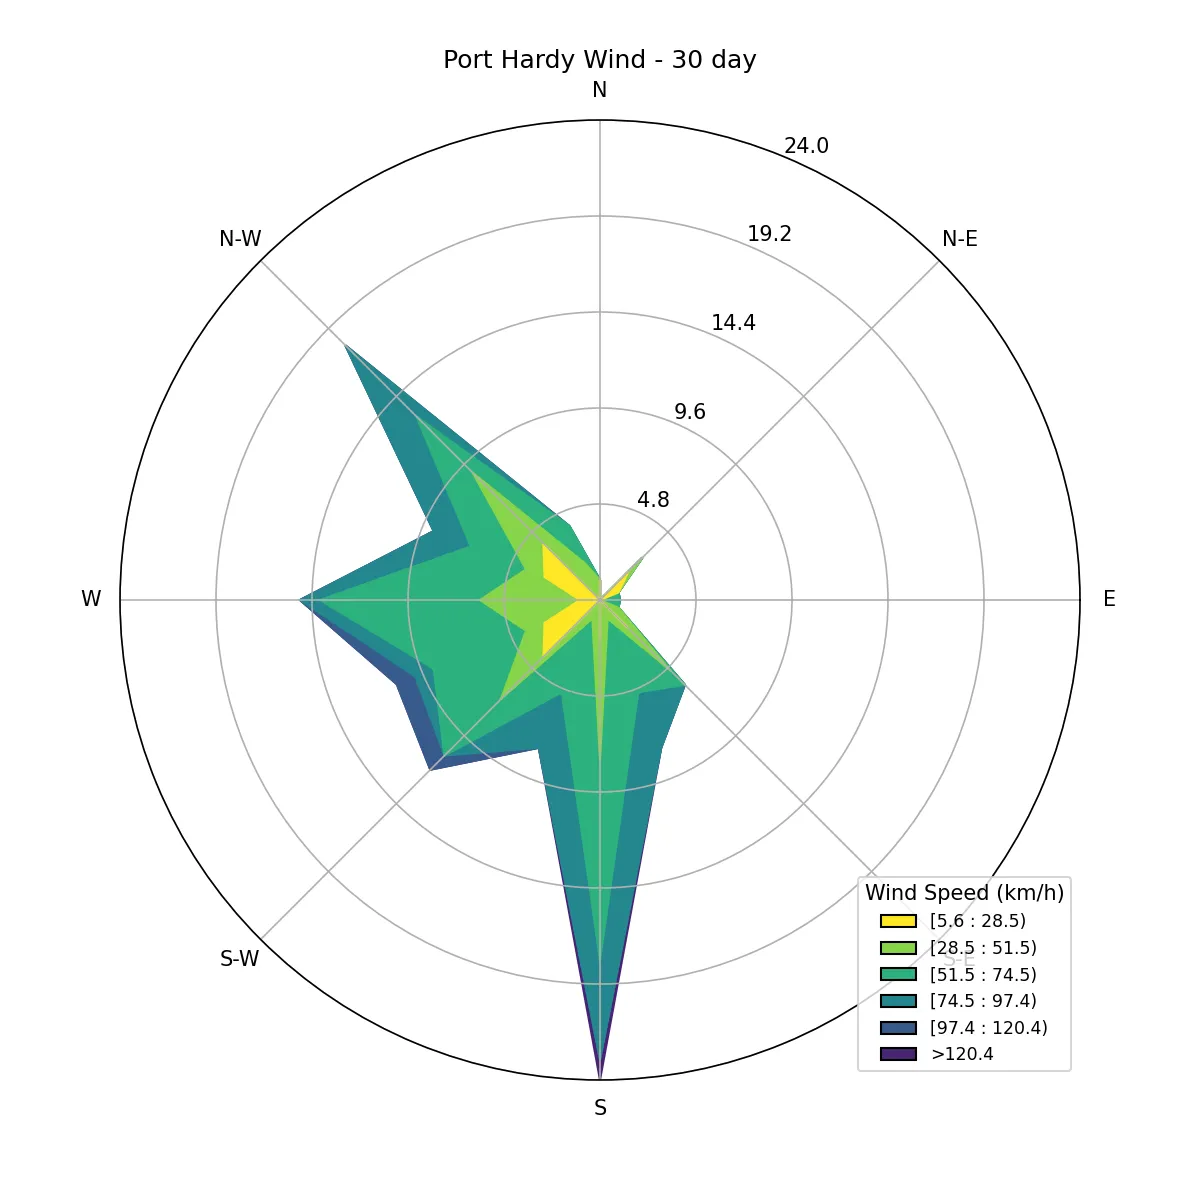 Port Hardy Wind - 30 day
N
24.0
N-W
19.2
N-E
14.4
9.6
4.8
W
E
S-W
S-E
Wind Speed (km/h)
[5.6 : 28.5)
[28.5 : 51.5)
[51.5 : 74.5)
[74.5 : 97.4)
[97.4 : 120.4)
>120.4
S